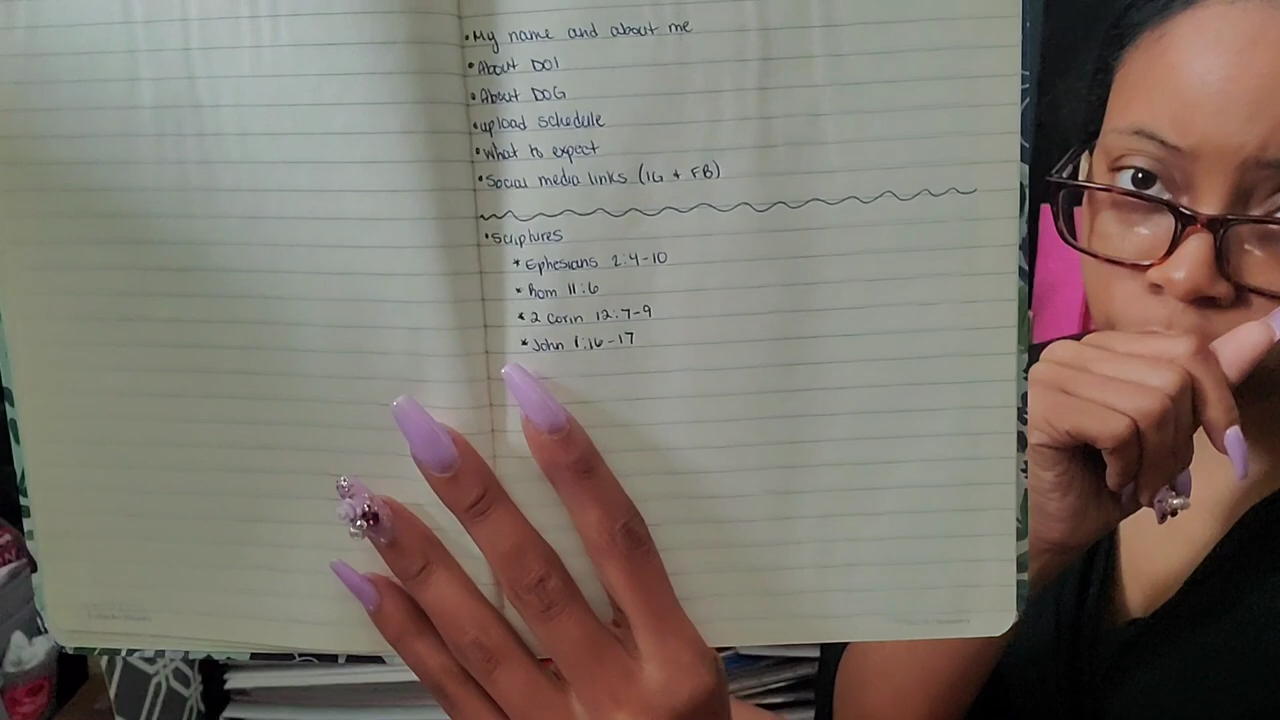 •My name and about me
•About DOI
•About DOG
•upload schedule
•what to expect
•Social media links (IG + FB)
•Scriptures
* Ephesians 2:4-10
* Rom 11:6
* 2 Corin 12:7-9
* John 1:16-17